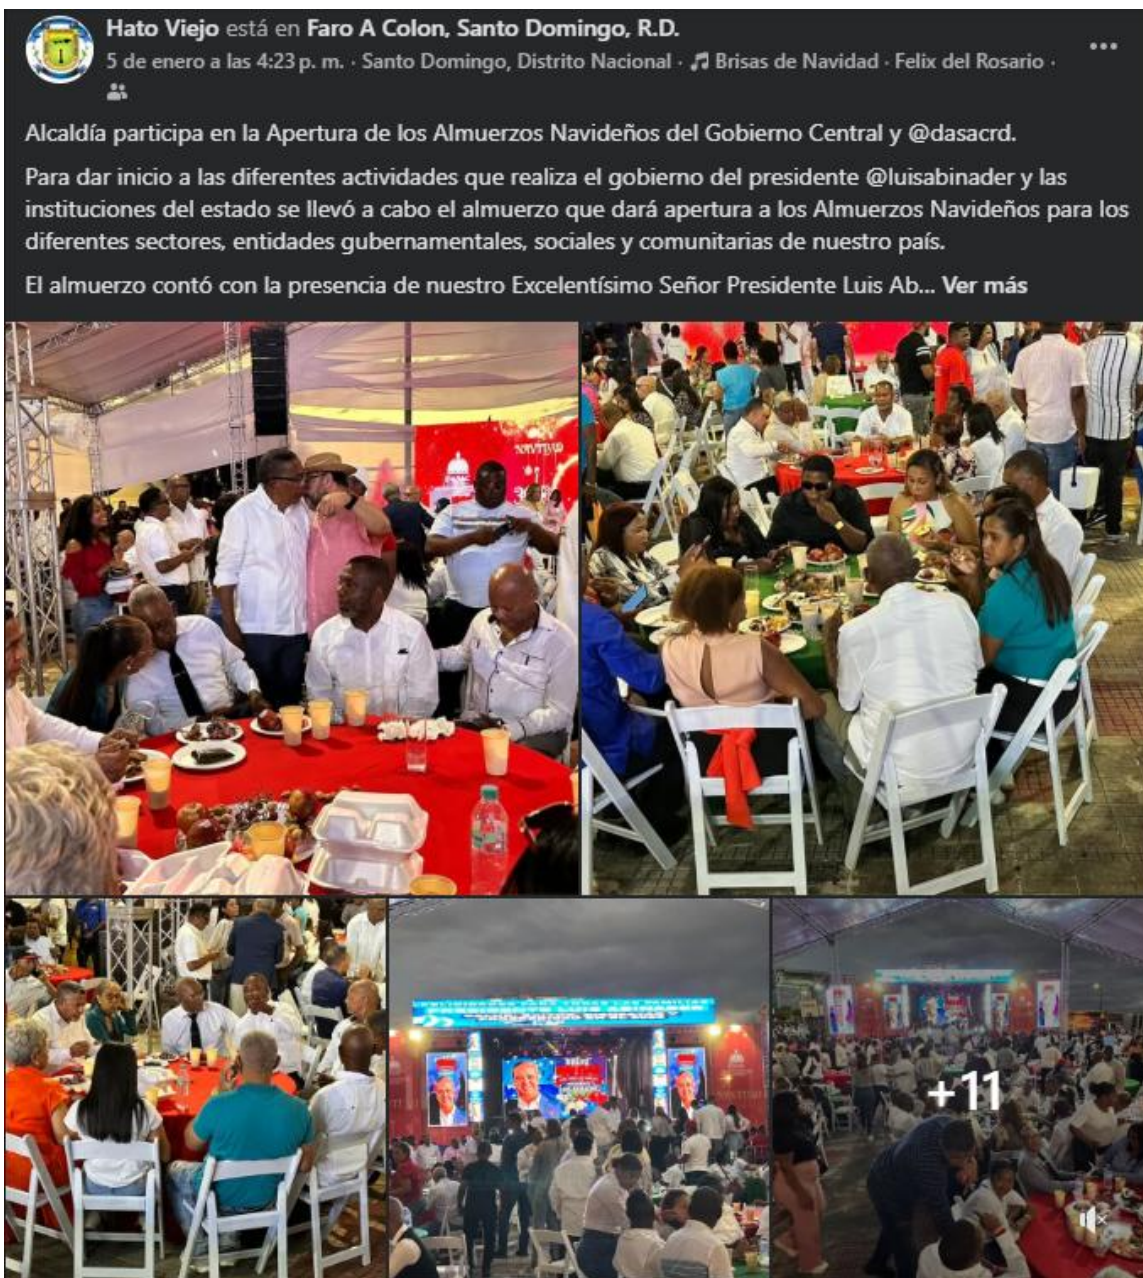 Hato Viejo está en Faro A Colon, Santo Domingo, R.D.
5 de enero a las 4:23 p. m. · Santo Domingo, Distrito Nacional · Brisas de Navidad · Felix del Rosario ·
Alcaldía participa en la Apertura de los Almuerzos Navideños del Gobierno Central y @dasacrd.
Para dar inicio a las diferentes actividades que realiza el gobierno del presidente @luisabinader y las
instituciones del estado se llevó a cabo el almuerzo que dará apertura a los Almuerzos Navideños para los
diferentes sectores, entidades gubernamentales, sociales y comunitarias de nuestro país.
El almuerzo contó con la presencia de nuestro Excelentísimo Señor Presidente Luis Ab... Ver más
NAVIDAD
PRESIDENTE LUIS ABINADER
+11